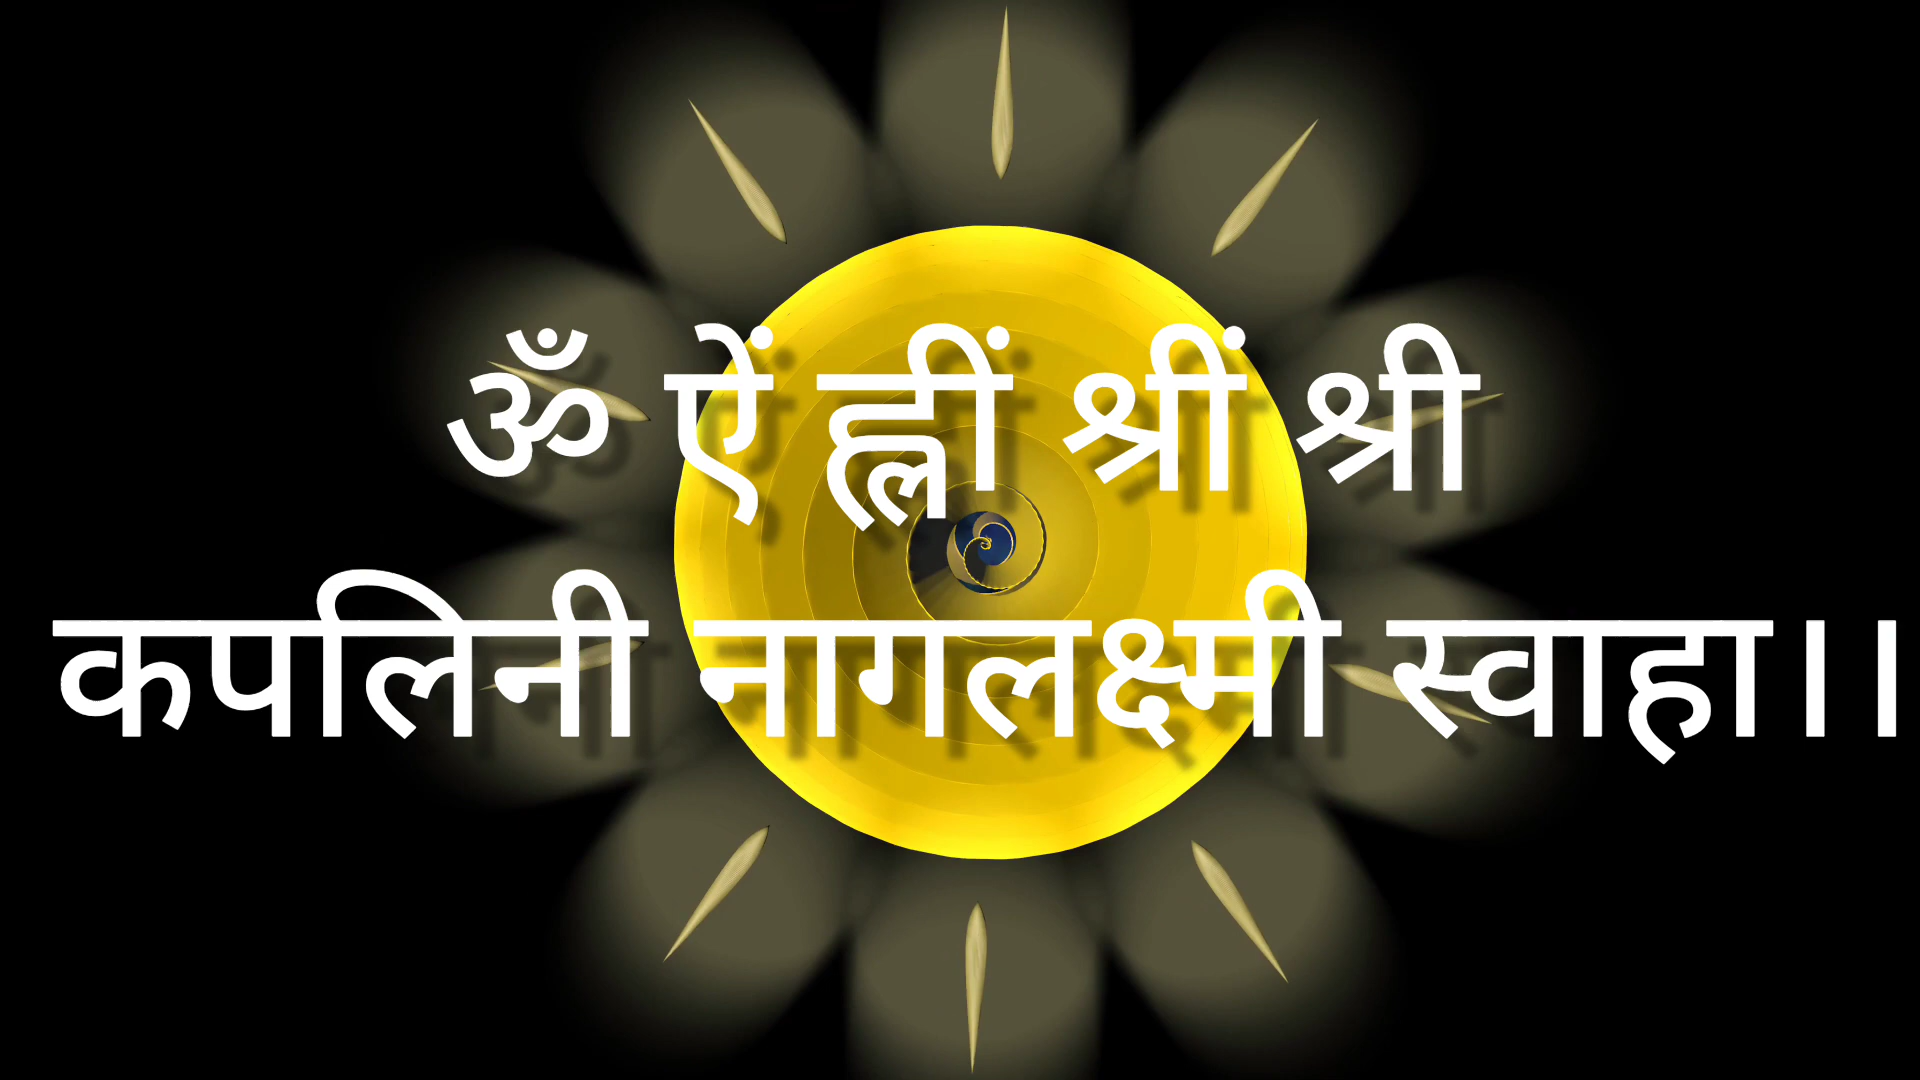 ॐ ऐं ह्लीं श्रीं श्री
कपलिनी नागलक्ष्मी स्वाहा।।